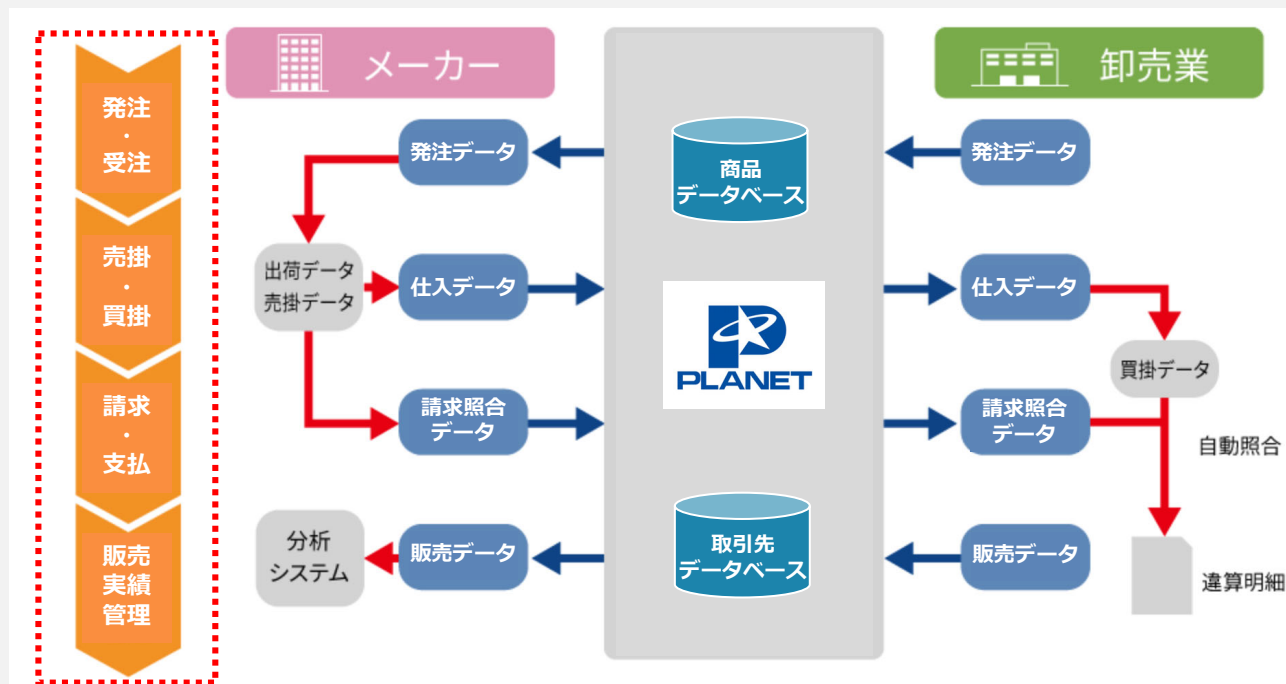 メーカー
卸売業
発注
・
受注
売掛
・
買掛
請求
・
支払
販売
実績
管理
発注データ
商品
データベース
発注データ
出荷データ
売掛データ
仕入データ
PLANET
仕入データ
買掛データ
請求照合
データ
請求照合
データ
自動照合
分析
システム
販売データ
取引先
データベース
販売データ
違算明細